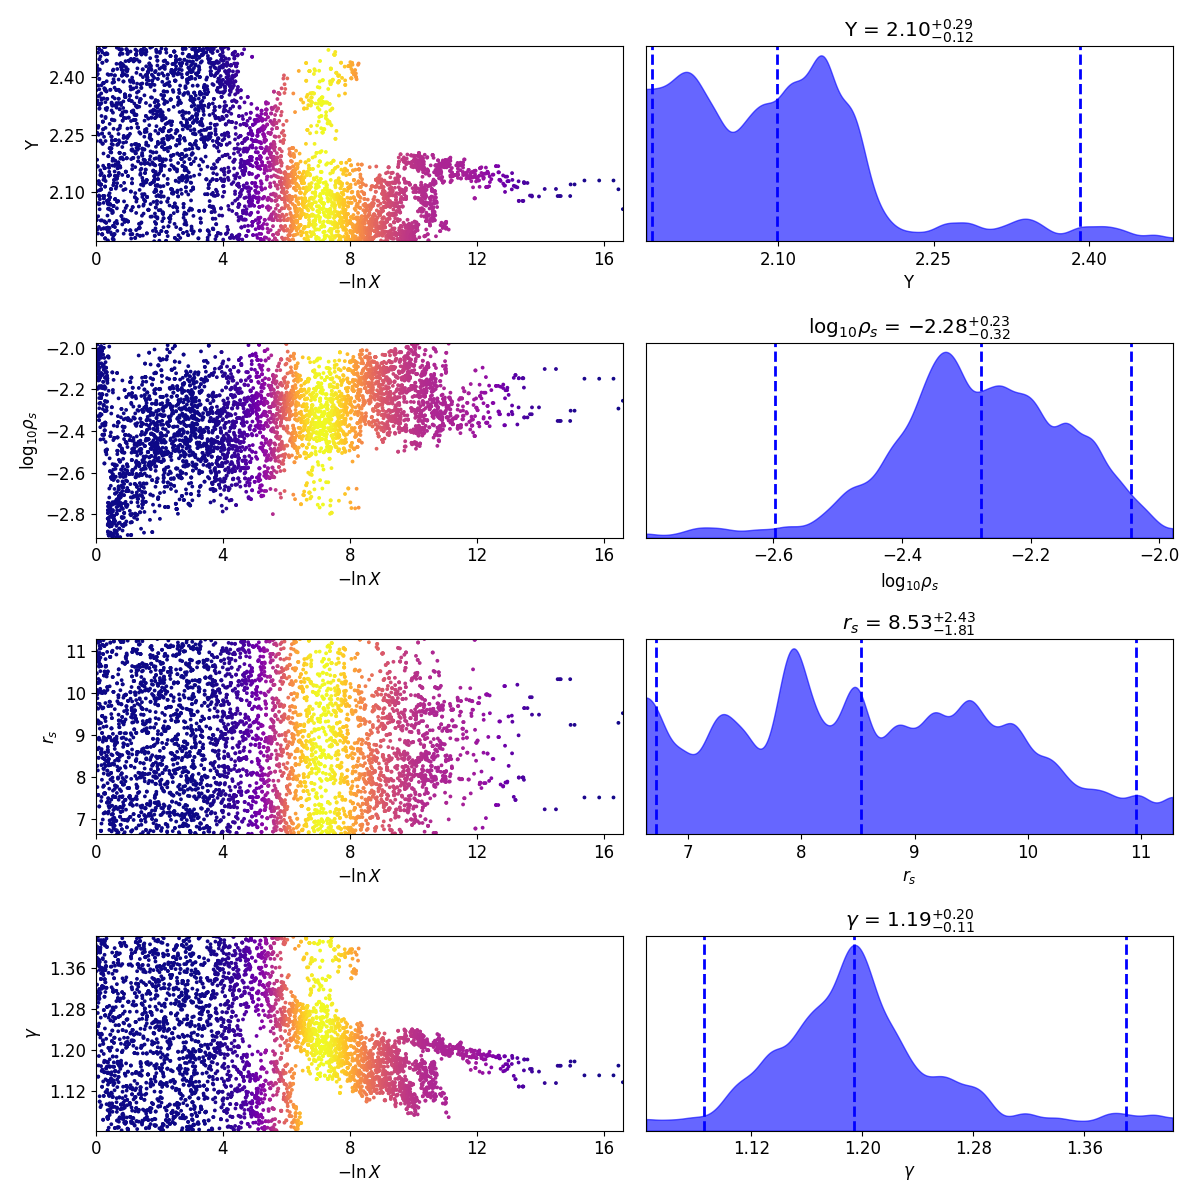 Y = 2.10+0.29−0.12
2.40
2.25
2.10
Y
0 4 8 12 16
−ln X
2.10 2.25 2.40
Y
log10ρs = −2.28+0.23−0.32
−2.0
−2.2
−2.4
−2.6
−2.8
log10ρs
0 4 8 12 16
−ln X
−2.6 −2.4 −2.2 −2.0
log10ρs
rs = 8.53+2.43−1.81
11
10
9
8
7
rs
0 4 8 12 16
−ln X
7 8 9 10 11
rs
γ = 1.19+0.20−0.11
1.36
1.28
1.20
1.12
γ
0 4 8 12 16
−ln X
1.12 1.20 1.28 1.36
γ